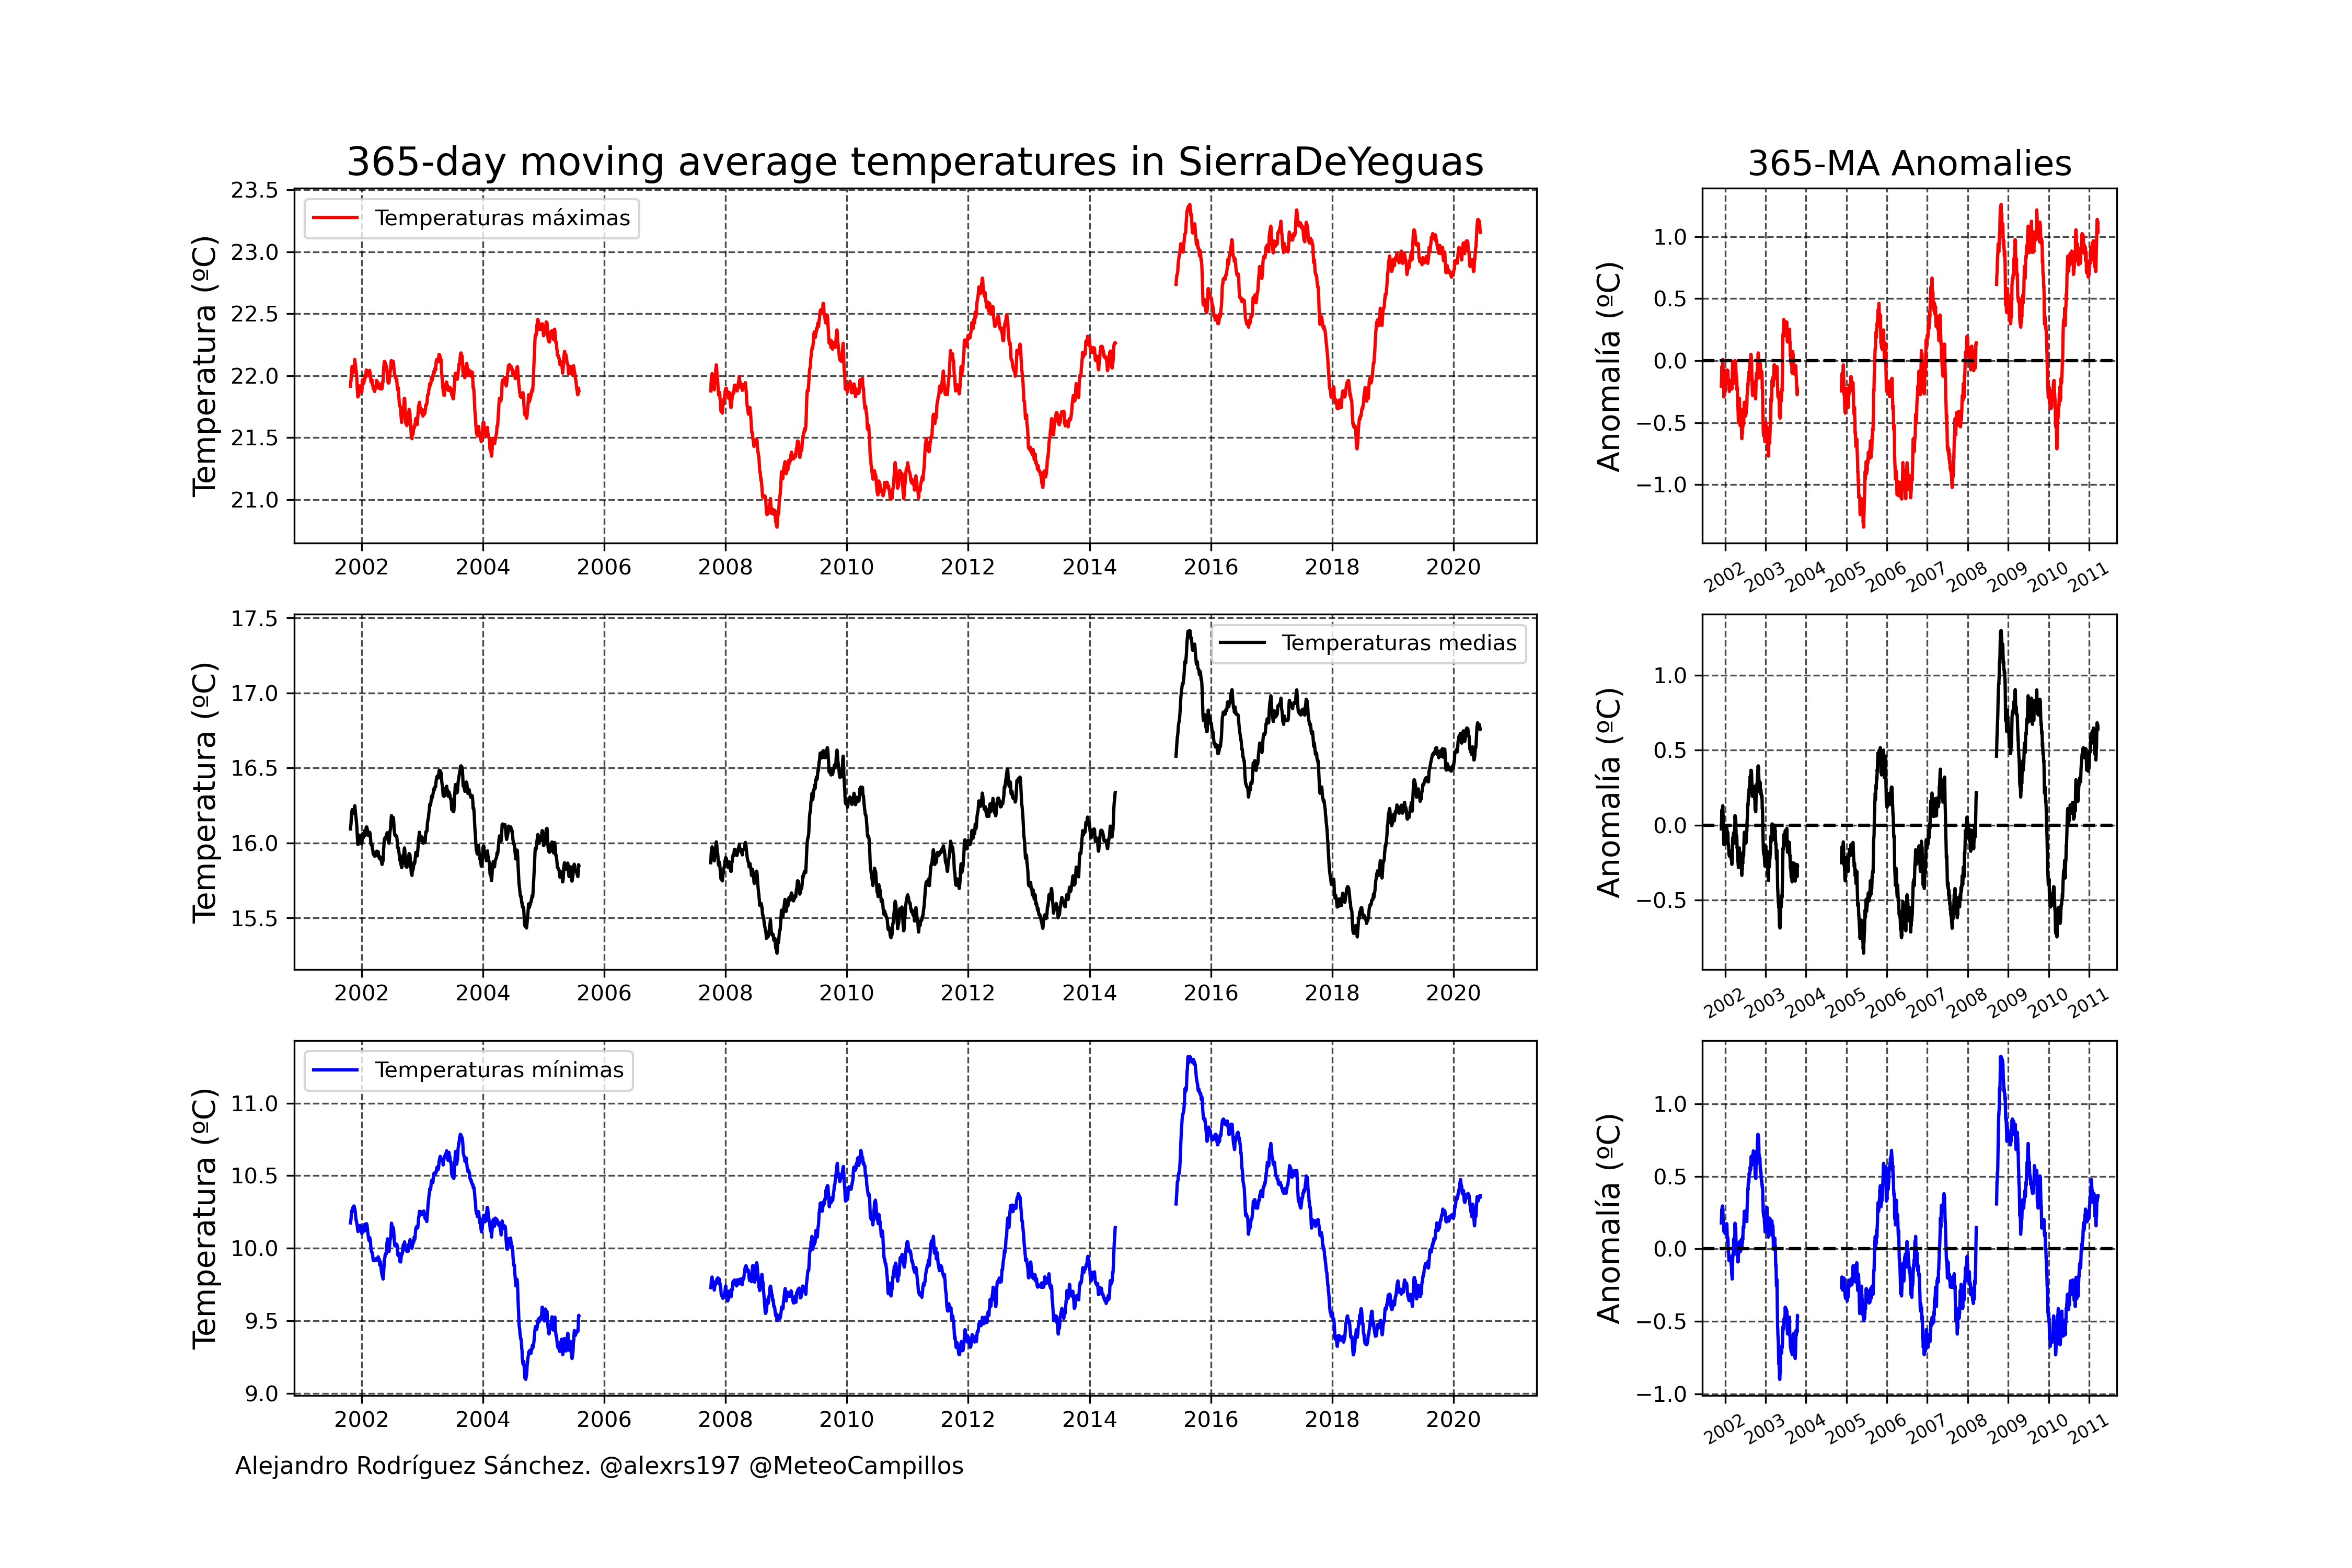 365-day moving average temperatures in SierraDeYeguas
Temperatura (ºC)
23.5
23.0
22.5
22.0
21.5
21.0
Temperaturas máximas
2002 2004 2006 2008 2010 2012 2014 2016 2018 2020
365-MA Anomalies
Anomalía (ºC)
1.0
0.5
0.0
−0.5
−1.0
2002 2003 2004 2005 2006 2007 2008 2009 2010 2011
Temperatura (ºC)
17.5
17.0
16.5
16.0
15.5
Temperaturas medias
2002 2004 2006 2008 2010 2012 2014 2016 2018 2020
Anomalía (ºC)
1.0
0.5
0.0
−0.5
2002 2003 2004 2005 2006 2007 2008 2009 2010 2011
Temperatura (ºC)
11.0
10.5
10.0
9.5
9.0
Temperaturas mínimas
2002 2004 2006 2008 2010 2012 2014 2016 2018 2020
Anomalía (ºC)
1.0
0.5
0.0
−0.5
−1.0
2002 2003 2004 2005 2006 2007 2008 2009 2010 2011
Alejandro Rodríguez Sánchez. @alexrs197 @MeteoCampillos